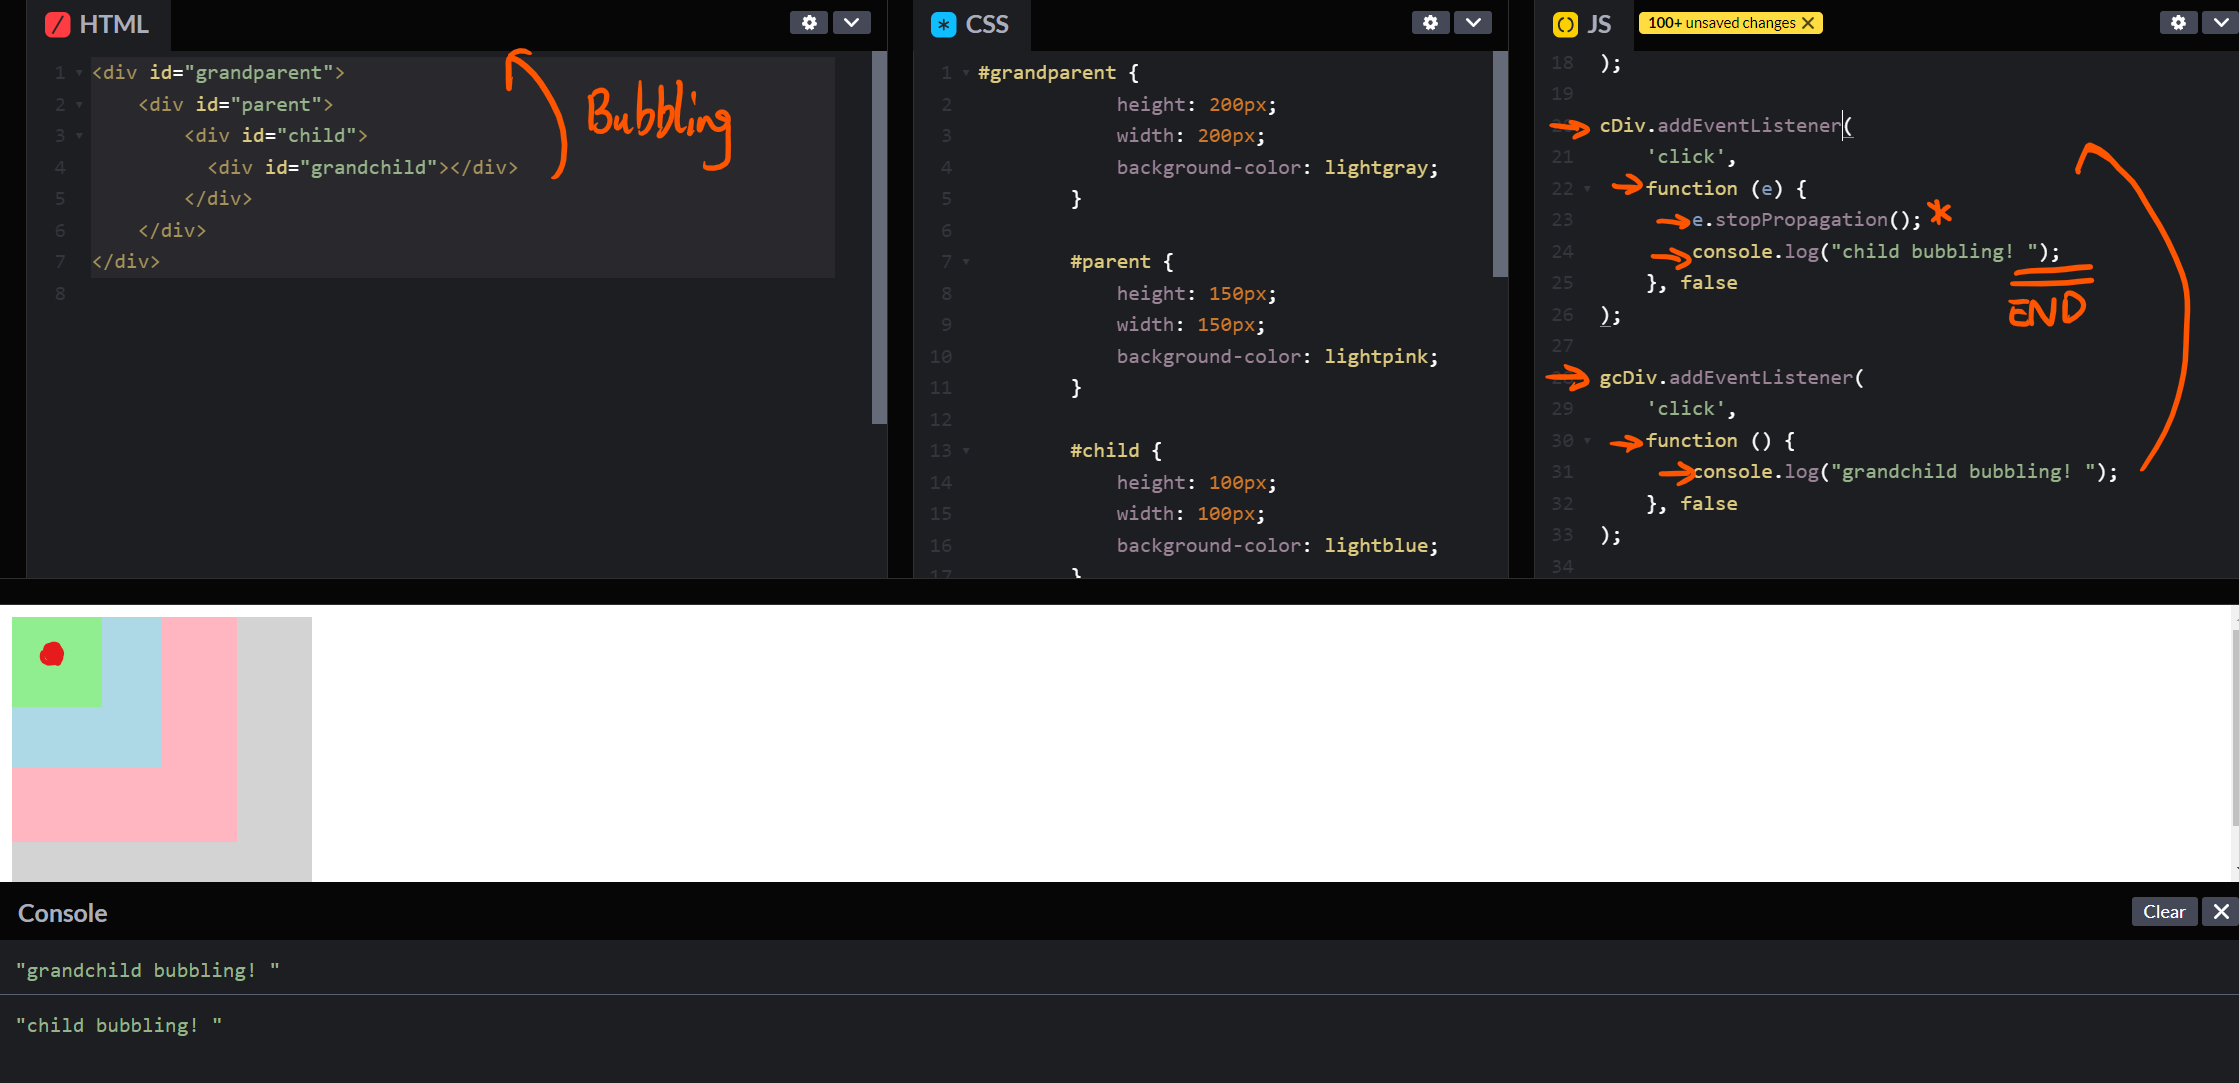 HTML
1 <div id="grandparent">
2 <div id="parent">
3 <div id="child">
4 <div id="grandchild"></div>
5 </div>
6 </div>
7 </div>
8
Bubbling
CSS
1 #grandparent {
2 height: 200px;
3 width: 200px;
4 background-color: lightgray;
5 }
6
7 #parent {
8 height: 150px;
9 width: 150px;
10 background-color: lightpink;
11 }
12
13 #child {
14 height: 100px;
15 width: 100px;
16 background-color: lightblue;
17 }
JS
100+ unsaved changes X
18 );
19
20 cDiv.addEventListener(
21 'click',
22 function (e) {
23 e.stopPropagation(); *
24 console.log("child bubbling! ");
25 }, false
26 );
END
27
28 gcDiv.addEventListener(
29 'click',
30 function () {
31 console.log("grandchild bubbling! ");
32 }, false
33 );
34
Console
Clear X
"grandchild bubbling! "
"child bubbling! "